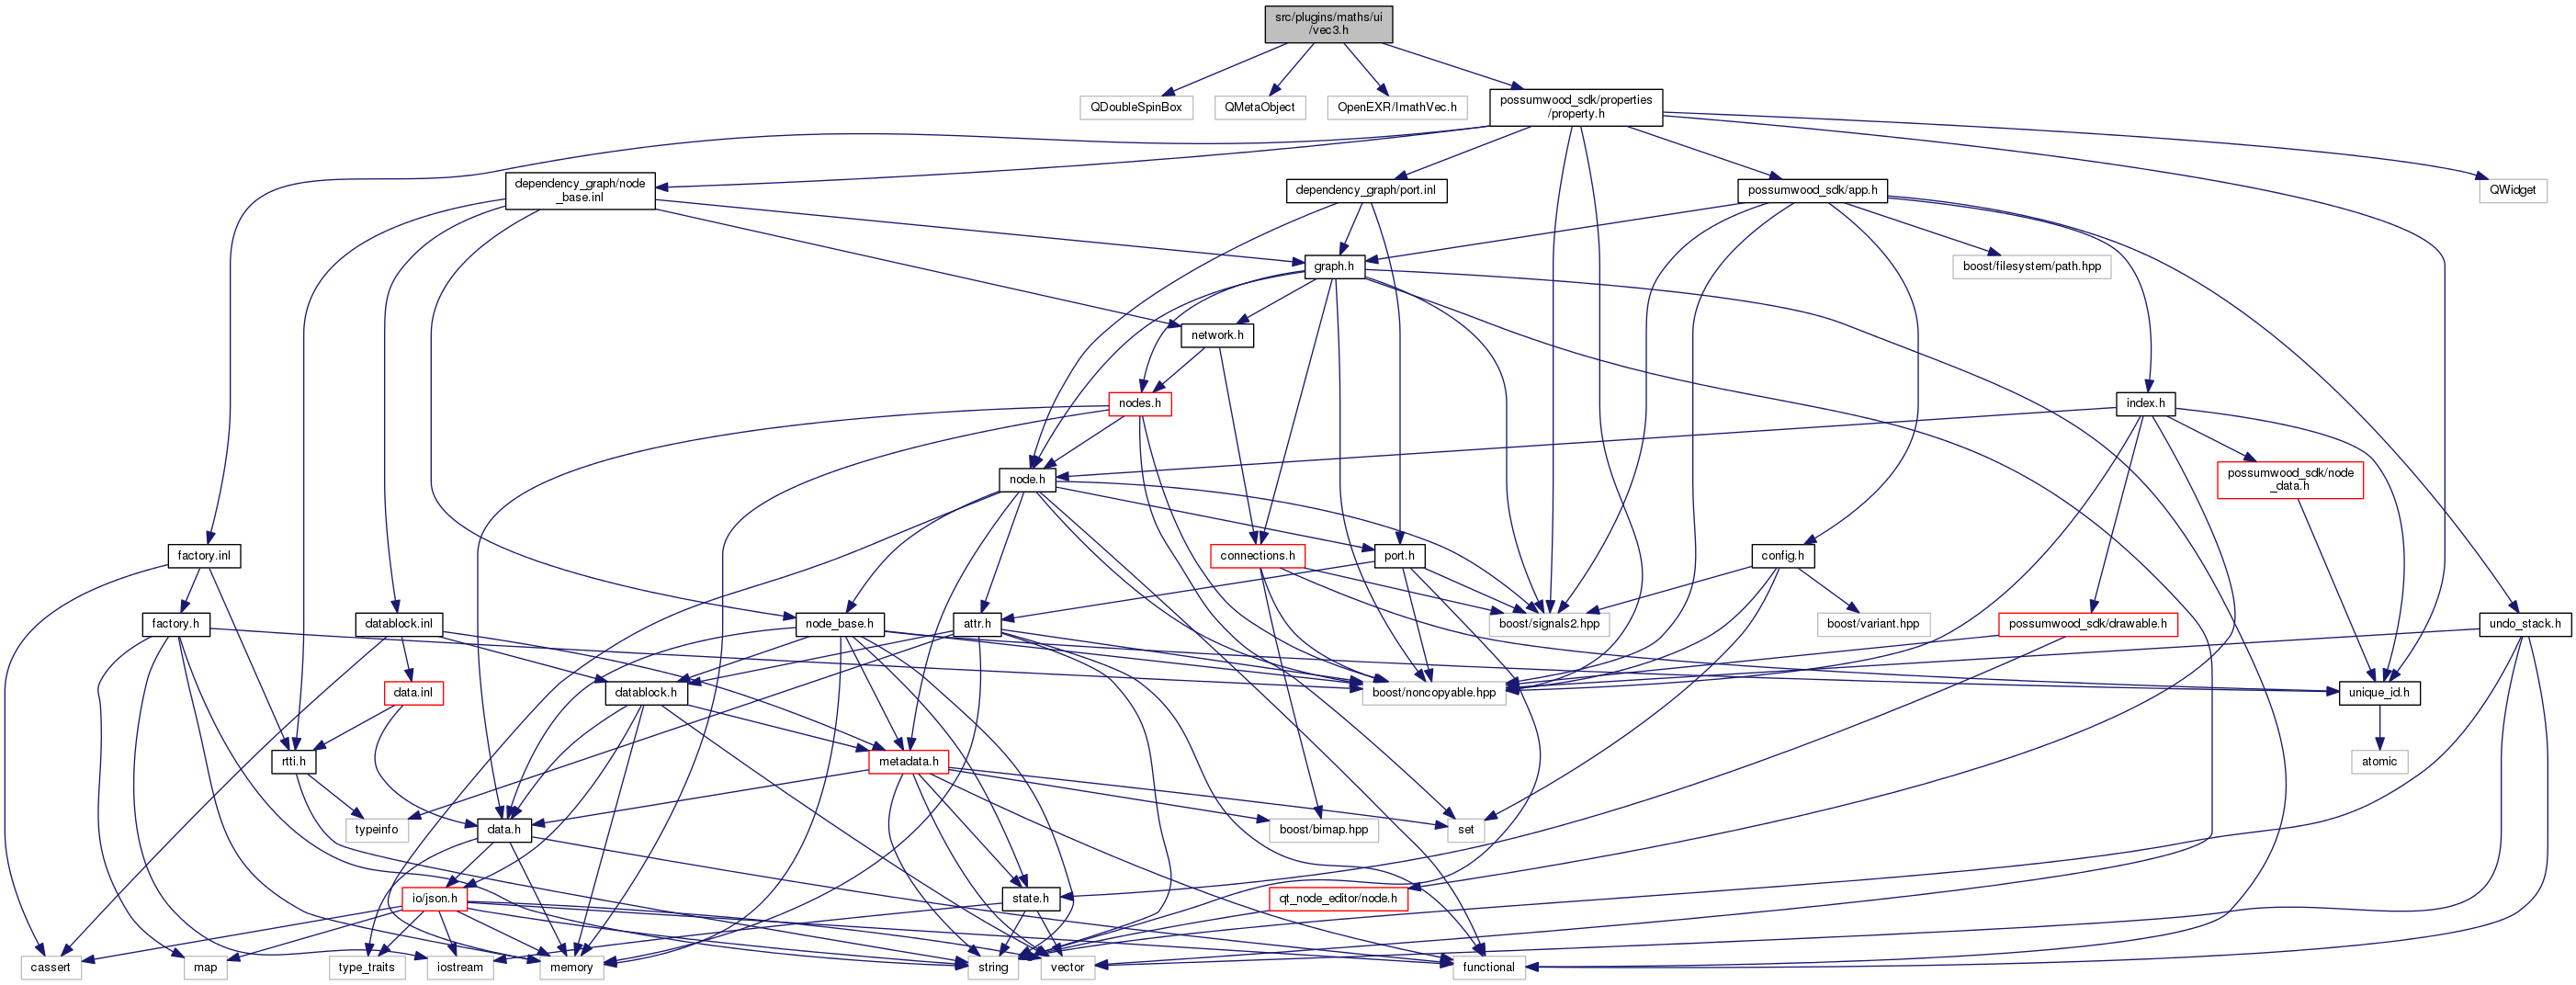 src/plugins/maths/ui
/vec3.h
QDoubleSpinBox
QMetaObject
OpenEXR/ImathVec.h
possumwood_sdk/properties
/property.h
dependency_graph/node
_base.inl
dependency_graph/port.inl
possumwood_sdk/app.h
QWidget
graph.h
boost/filesystem/path.hpp
network.h
nodes.h
index.h
node.h
possumwood_sdk/node
_data.h
factory.inl
connections.h
port.h
config.h
factory.h
datablock.inl
node_base.h
attr.h
boost/signals2.hpp
boost/variant.hpp
possumwood_sdk/drawable.h
undo_stack.h
data.inl
datablock.h
boost/noncopyable.hpp
unique_id.h
rtti.h
metadata.h
atomic
typeinfo
data.h
boost/bimap.hpp
set
io/json.h
state.h
qt_node_editor/node.h
cassert
map
type_traits
iostream
memory
string
vector
functional